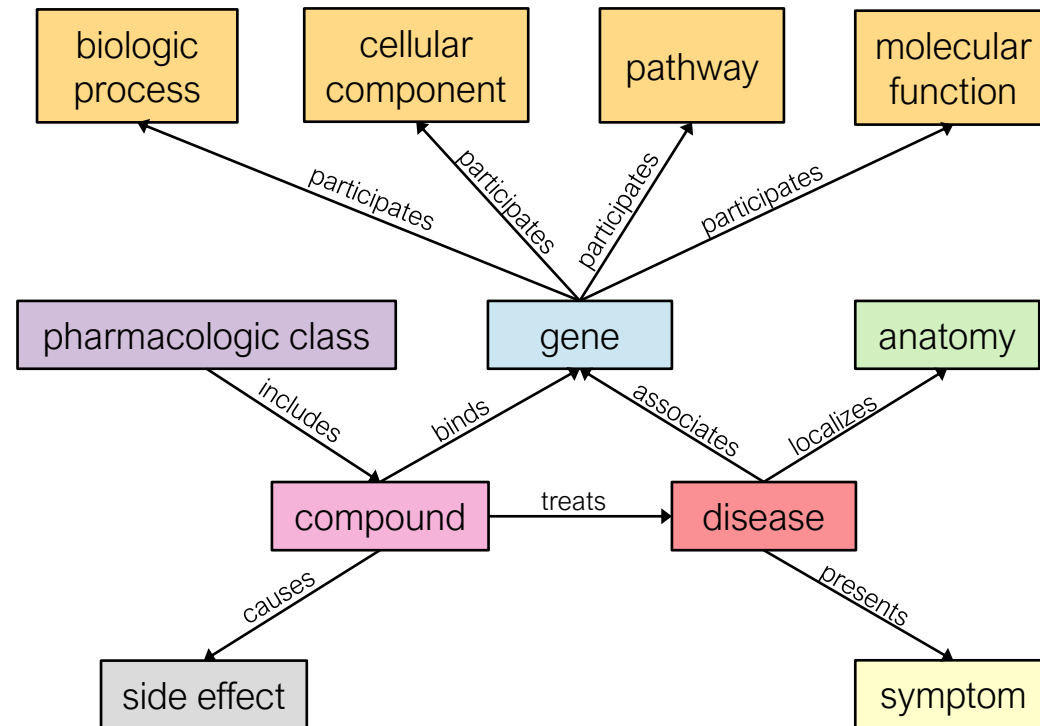 biologic
process
cellular
component
pathway
molecular
function
participates
participates
participates
participates
pharmacologic class
gene
anatomy
includes
binds
associates
localizes
compound
treats
disease
causes
presents
side effect
symptom